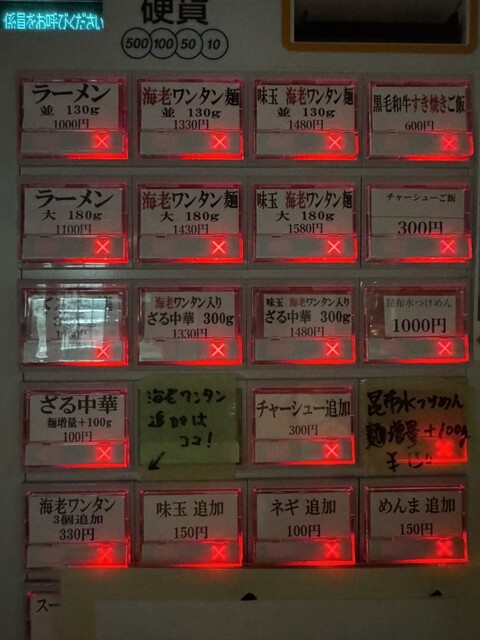 係員をお呼びください
硬貨
500 100 50 10
ラーメン
並 130g
1000円
海老ワンタン麺
並 130g
1330円
味玉 海老ワンタン麺
並 130g
1480円
黒毛和牛すき焼きご飯
600円
ラーメン
大 180g
1100円
海老ワンタン麺
大 180g
1430円
味玉 海老ワンタン麺
大 180g
1580円
チャーシューご飯
300円
海老ワンタン入り
ざる中華 300g
1330円
味玉 海老ワンタン入り
ざる中華 300g
1480円
昆布水つけめん
1000円
ざる中華
麺増量+100g
100円
海老ワンタン
追加は
ココ!
チャーシュー追加
300円
昆布水つけめん
麺増量+100g
海老ワンタン
3個追加
330円
味玉 追加
150円
ネギ 追加
100円
めんま 追加
150円
スー